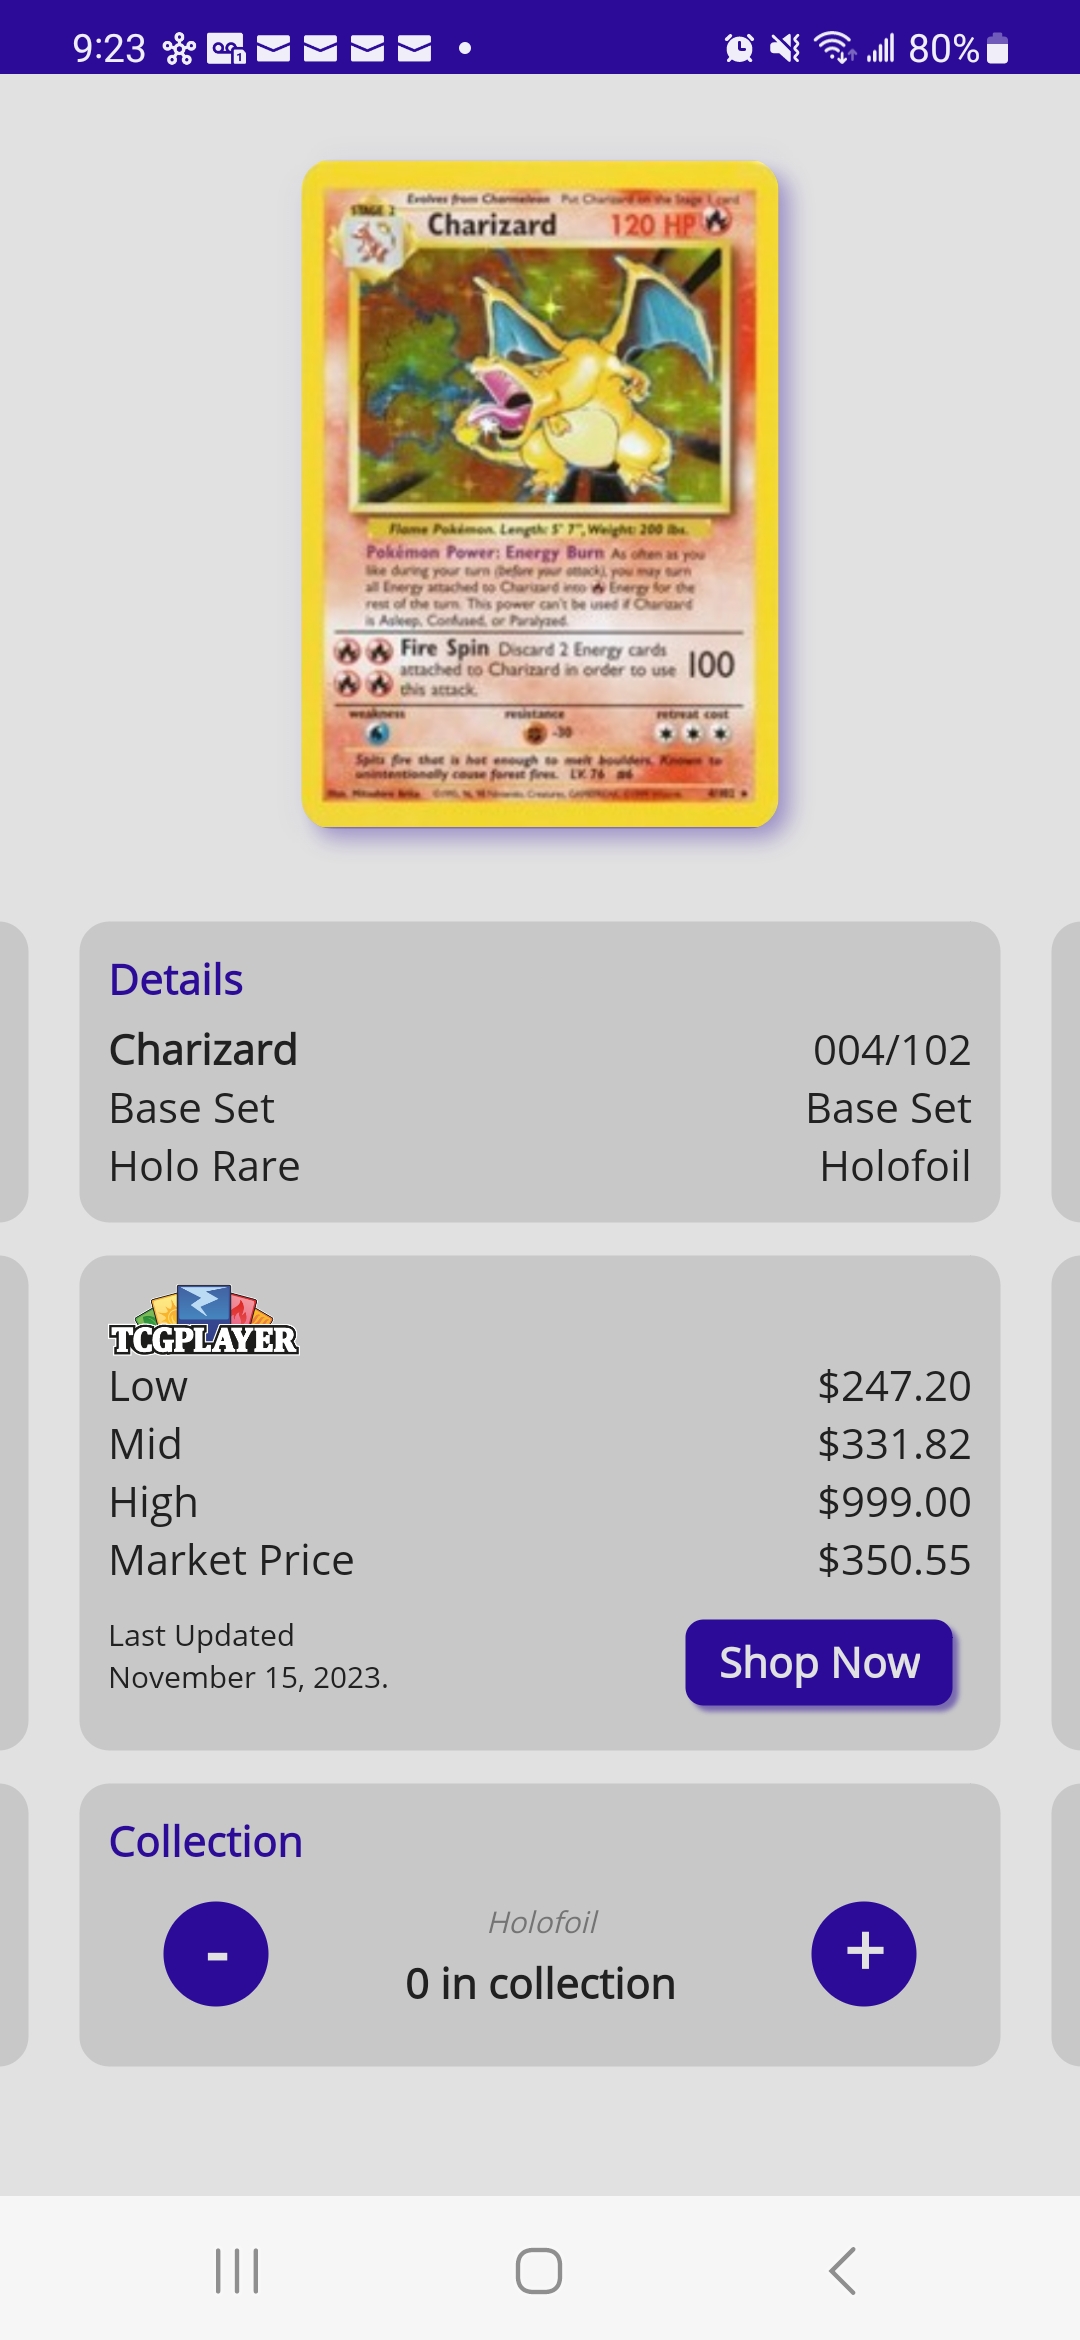 9:23
80%
Evolves from Charmeleon Put Charizard on the Stage 1 card
STAGE 2
Charizard 120 HP
Flame Pokémon. Length: 5' 7", Weight: 200 lbs.
Pokémon Power: Energy Burn As often as you
like during your turn (before your attack), you may turn
all Energy attached to Charizard into Energy for the
rest of the turn. This power can't be used if Charizard
is Asleep, Confused, or Paralyzed.
Fire Spin Discard 2 Energy cards
attached to Charizard in order to use
this attack.
100
weakness resistance retreat cost
-30
Spits fire that is hot enough to melt boulders. Known to
unintentionally cause forest fires. LV. 76 #6
4/102
Details
Charizard 004/102
Base Set Base Set
Holo Rare Holofoil
TCGPLAYER
Low $247.20
Mid $331.82
High $999.00
Market Price $350.55
Last Updated
November 15, 2023.
Shop Now
Collection
Holofoil
- 0 in collection +